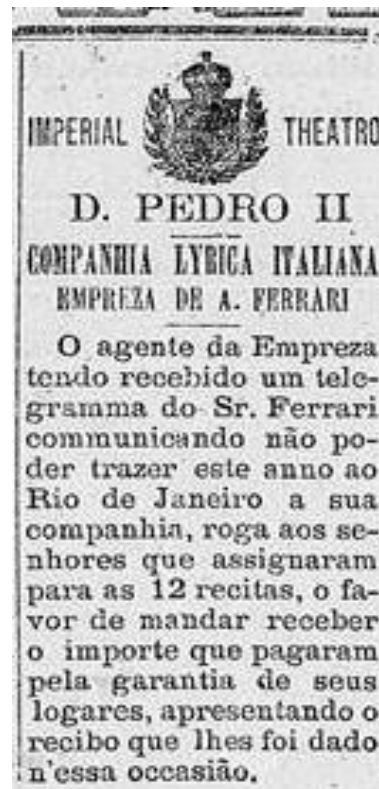 IMPERIAL THEATRO
D. PEDRO II
COMPANHIA LYRICA ITALIANA
EMPREZA DE A. FERRARI
O agente da Empreza
tendo recebido um tele-
gramma do Sr. Ferrari
communicando não po-
der trazer este anno ao
Rio de Janeiro a sua
companhia, roga aos se-
nhores que assignaram
para as 12 recitas, o fa-
vor de mandar receber
o importe que pagaram
pela garantia de seus
logares, apresentando o
recibo que lhes foi dado
n'essa occasião.